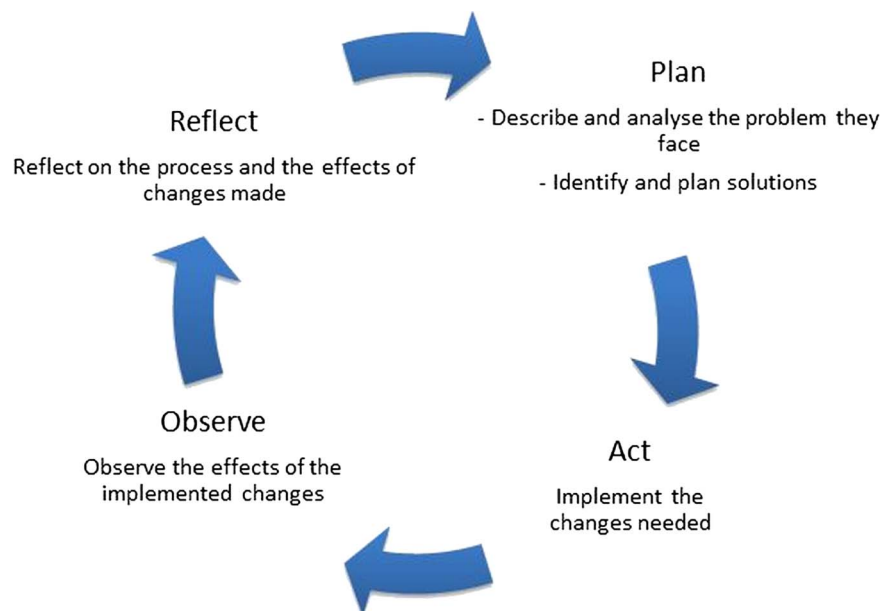 Plan
- Describe and analyse the problem they
face
- Identify and plan solutions
Act
Implement the
changes needed
Observe
Observe the effects of the
implemented changes
Reflect
Reflect on the process and the effects of
changes made